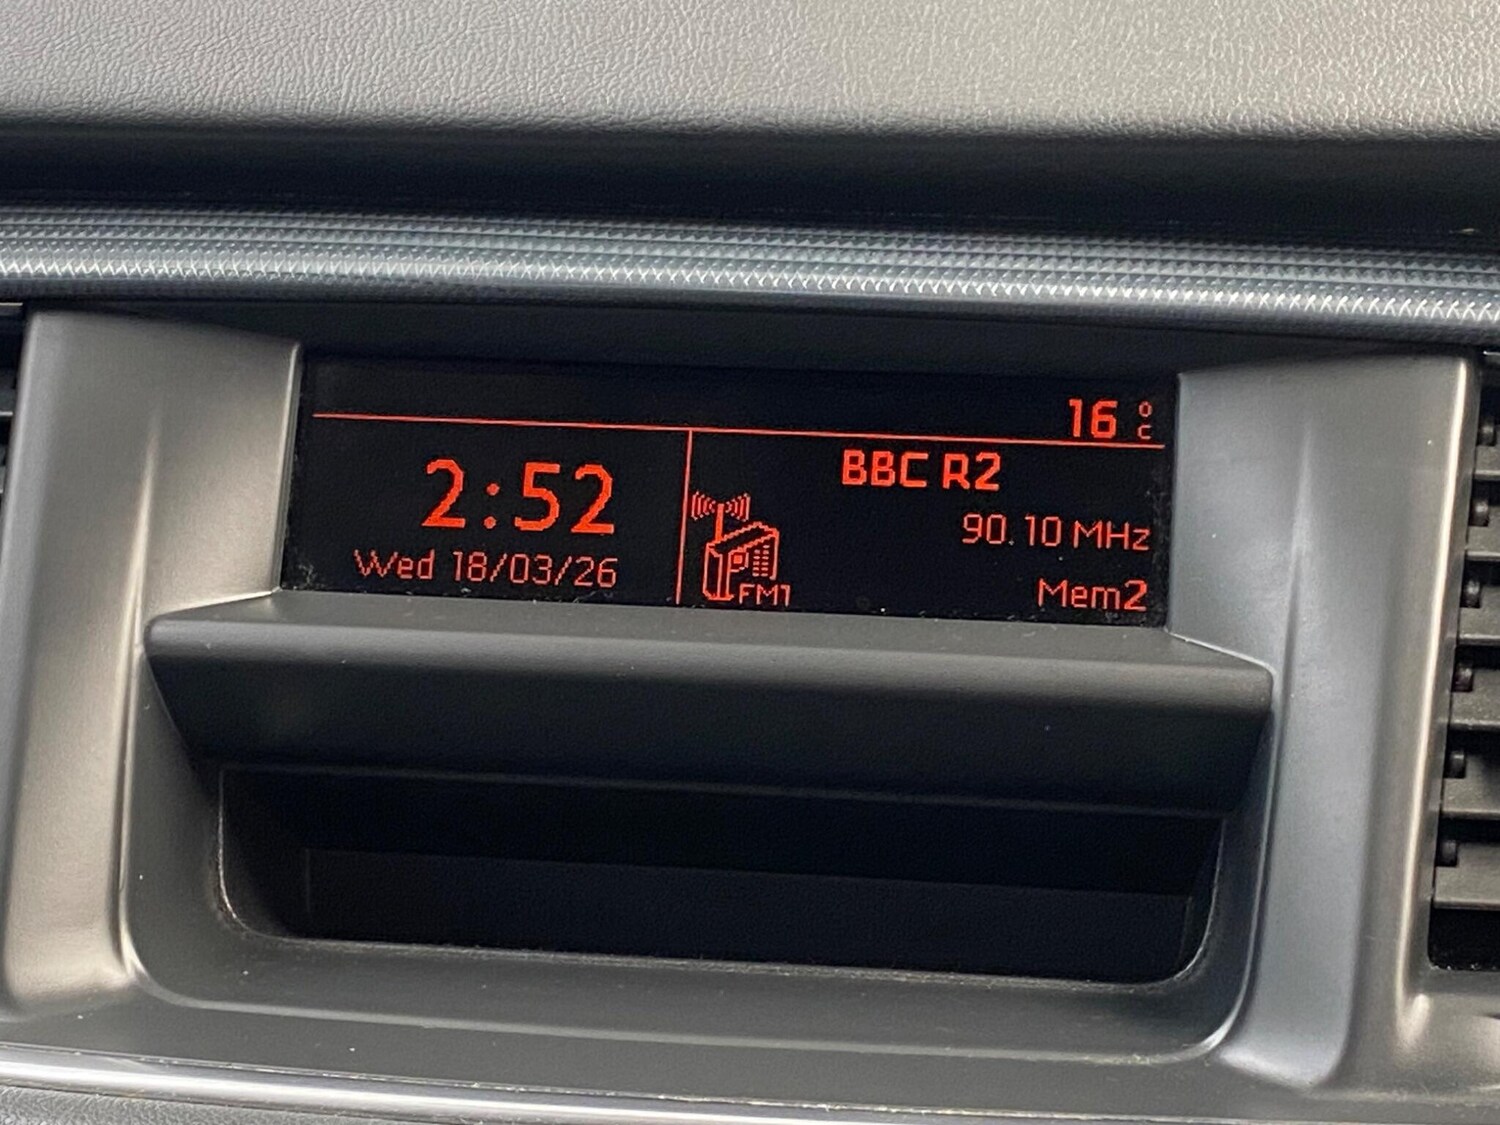 16 °C
2:52
Wed 18/03/26
BBC R2
90.10 MHz
FM1
Mem2